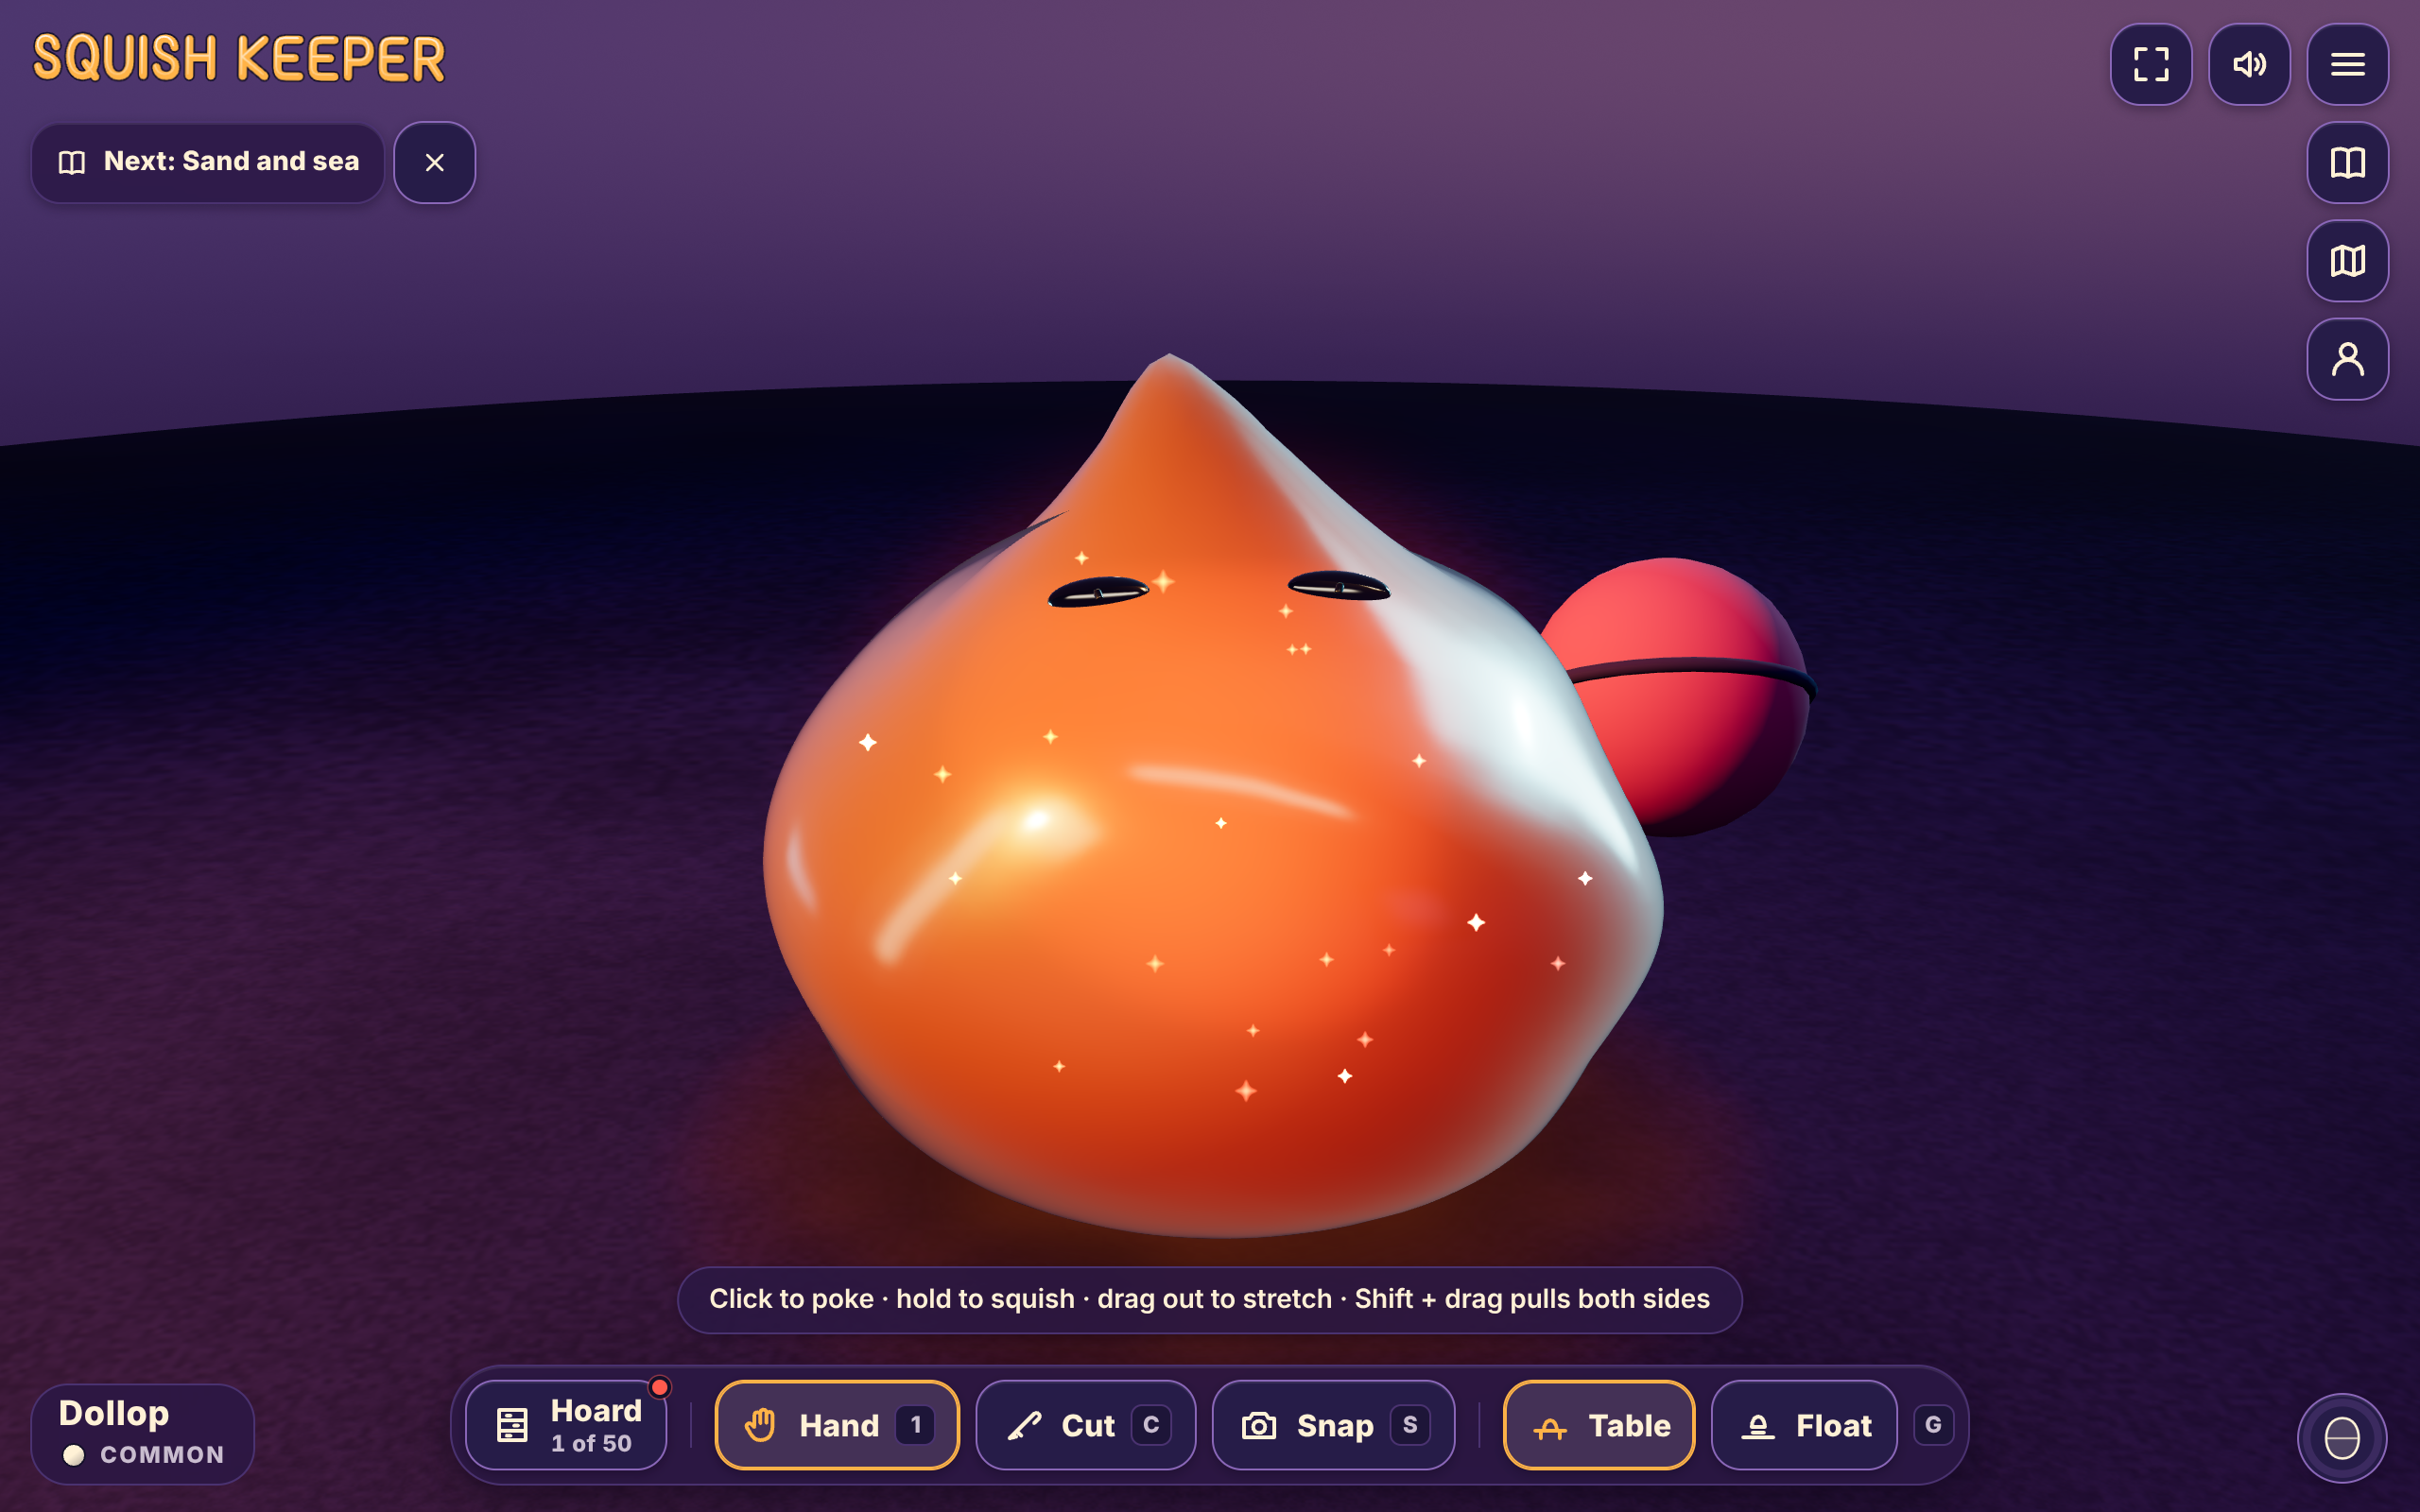 SQUISH KEEPER
Next: Sand and sea
Click to poke · hold to squish · drag out to stretch · Shift + drag pulls both sides
Dollop
COMMON
Hoard
1 of 50
Hand 1
Cut C
Snap S
Table
Float G